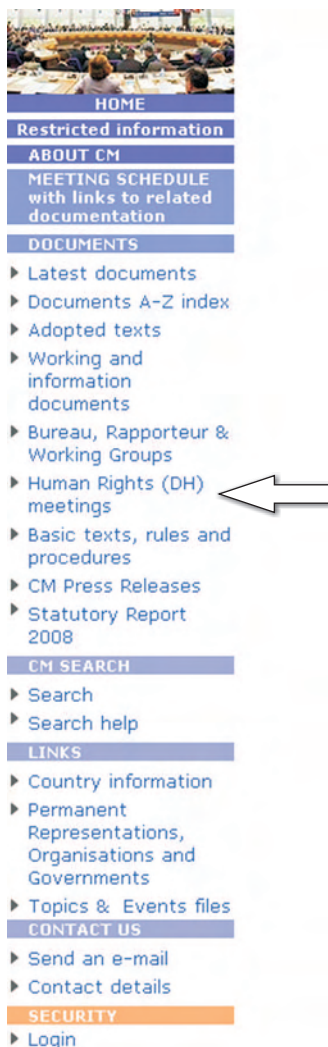 HOME
Restricted information
ABOUT CM
MEETING SCHEDULE
with links to related
documentation
DOCUMENTS
Latest documents
Documents A-Z index
Adopted texts
Working and
information
documents
Bureau, Rapporteur &
Working Groups
Human Rights (DH)
meetings
Basic texts, rules and
procedures
CM Press Releases
Statutory Report
2008
CM SEARCH
Search
Search help
LINKS
Country information
Permanent
Representations,
Organisations and
Governments
Topics & Events files
CONTACT US
Send an e-mail
Contact details
SECURITY
Login